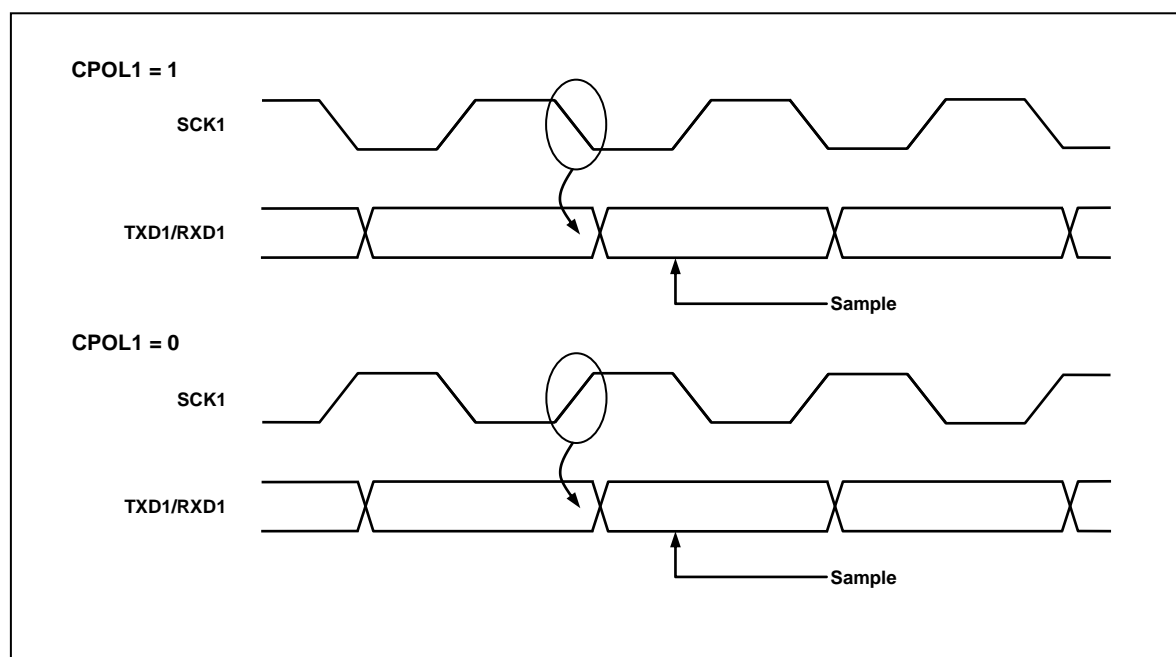 CPOL1 = 1
SCK1
TXD1/RXD1
Sample
CPOL1 = 0
SCK1
TXD1/RXD1
Sample